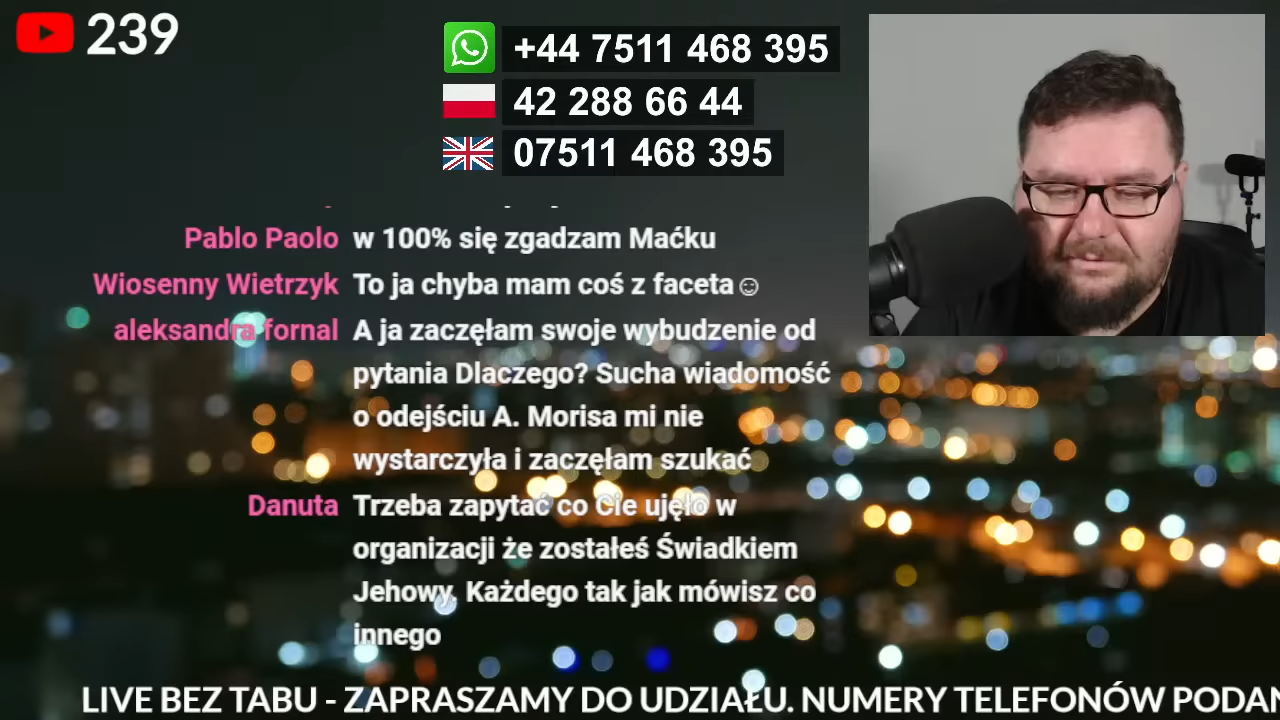 239
+44 7511 468 395
42 288 66 44
07511 468 395
Pablo Paolo w 100% się zgadzam Maćku
Wiosenny Wietrzyk To ja chyba mam coś z faceta☺
aleksandra fornal A ja zaczęłam swoje wybudzenie od
pytania Dlaczego? Sucha wiadomość
o odejściu A. Morisa mi nie
wystarczyła i zaczęłam szukać
Danuta Trzeba zapytać co Cie ujęło w
organizacji że zostałeś Świadkiem
Jehowy. Każdego tak jak mówisz co
innego
LIVE BEZ TABU - ZAPRASZAMY DO UDZIAŁU. NUMERY TELEFONÓW PODAN